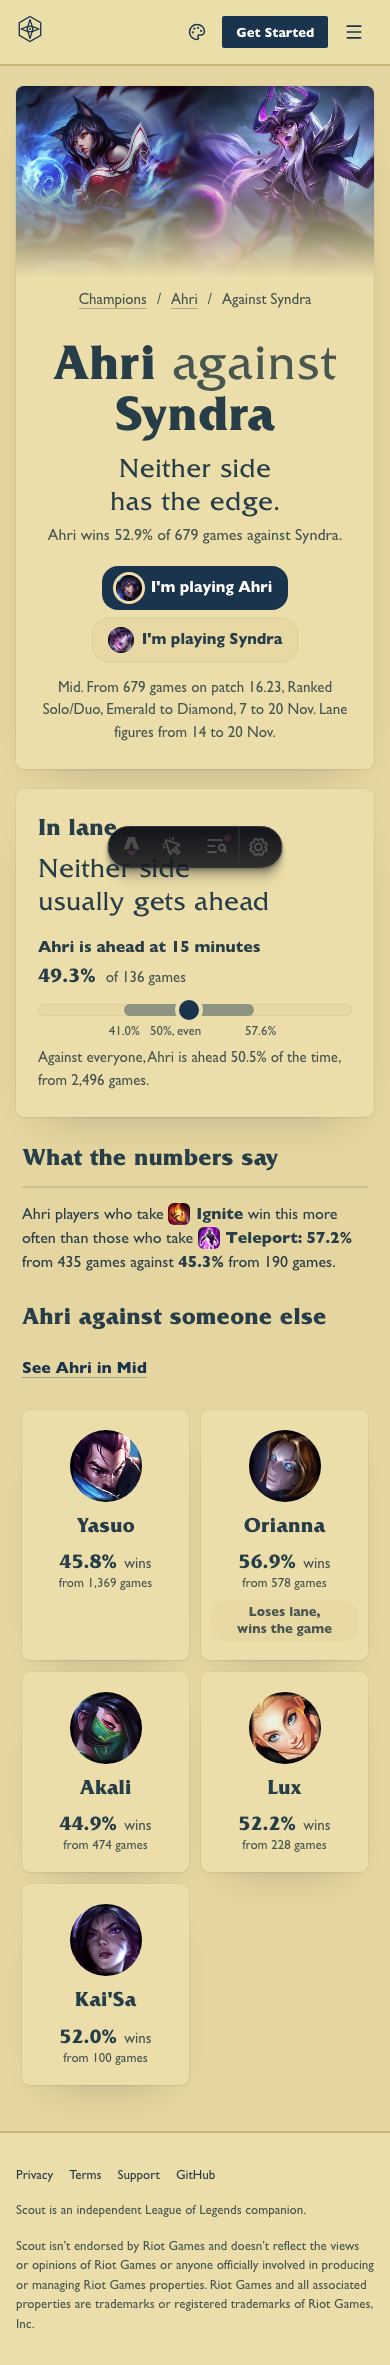 Get Started
Champions / Ahri / Against Syndra
Ahri against
Syndra
Neither side
has the edge.
Ahri wins 52.9% of 679 games against Syndra.
I'm playing Ahri
I'm playing Syndra
Mid. From 679 games on patch 16.23, Ranked
Solo/Duo, Emerald to Diamond, 7 to 20 Nov. Lane
figures from 14 to 20 Nov.
In lane
Neither side
usually gets ahead
Ahri is ahead at 15 minutes
49.3% of 136 games
41.0% 50%, even 57.6%
Against everyone, Ahri is ahead 50.5% of the time,
from 2,496 games.
What the numbers say
Ahri players who take Ignite win this more
often than those who take Teleport: 57.2%
from 435 games against 45.3% from 190 games.
Ahri against someone else
See Ahri in Mid
Yasuo
45.8% wins
from 1,369 games
Orianna
56.9% wins
from 578 games
Loses lane,
wins the game
Akali
44.9% wins
from 474 games
Lux
52.2% wins
from 228 games
Kai'Sa
52.0% wins
from 100 games
Privacy Terms Support GitHub
Scout is an independent League of Legends companion.
Scout isn't endorsed by Riot Games and doesn't reflect the views
or opinions of Riot Games or anyone officially involved in producing
or managing Riot Games properties. Riot Games and all associated
properties are trademarks or registered trademarks of Riot Games,
Inc.